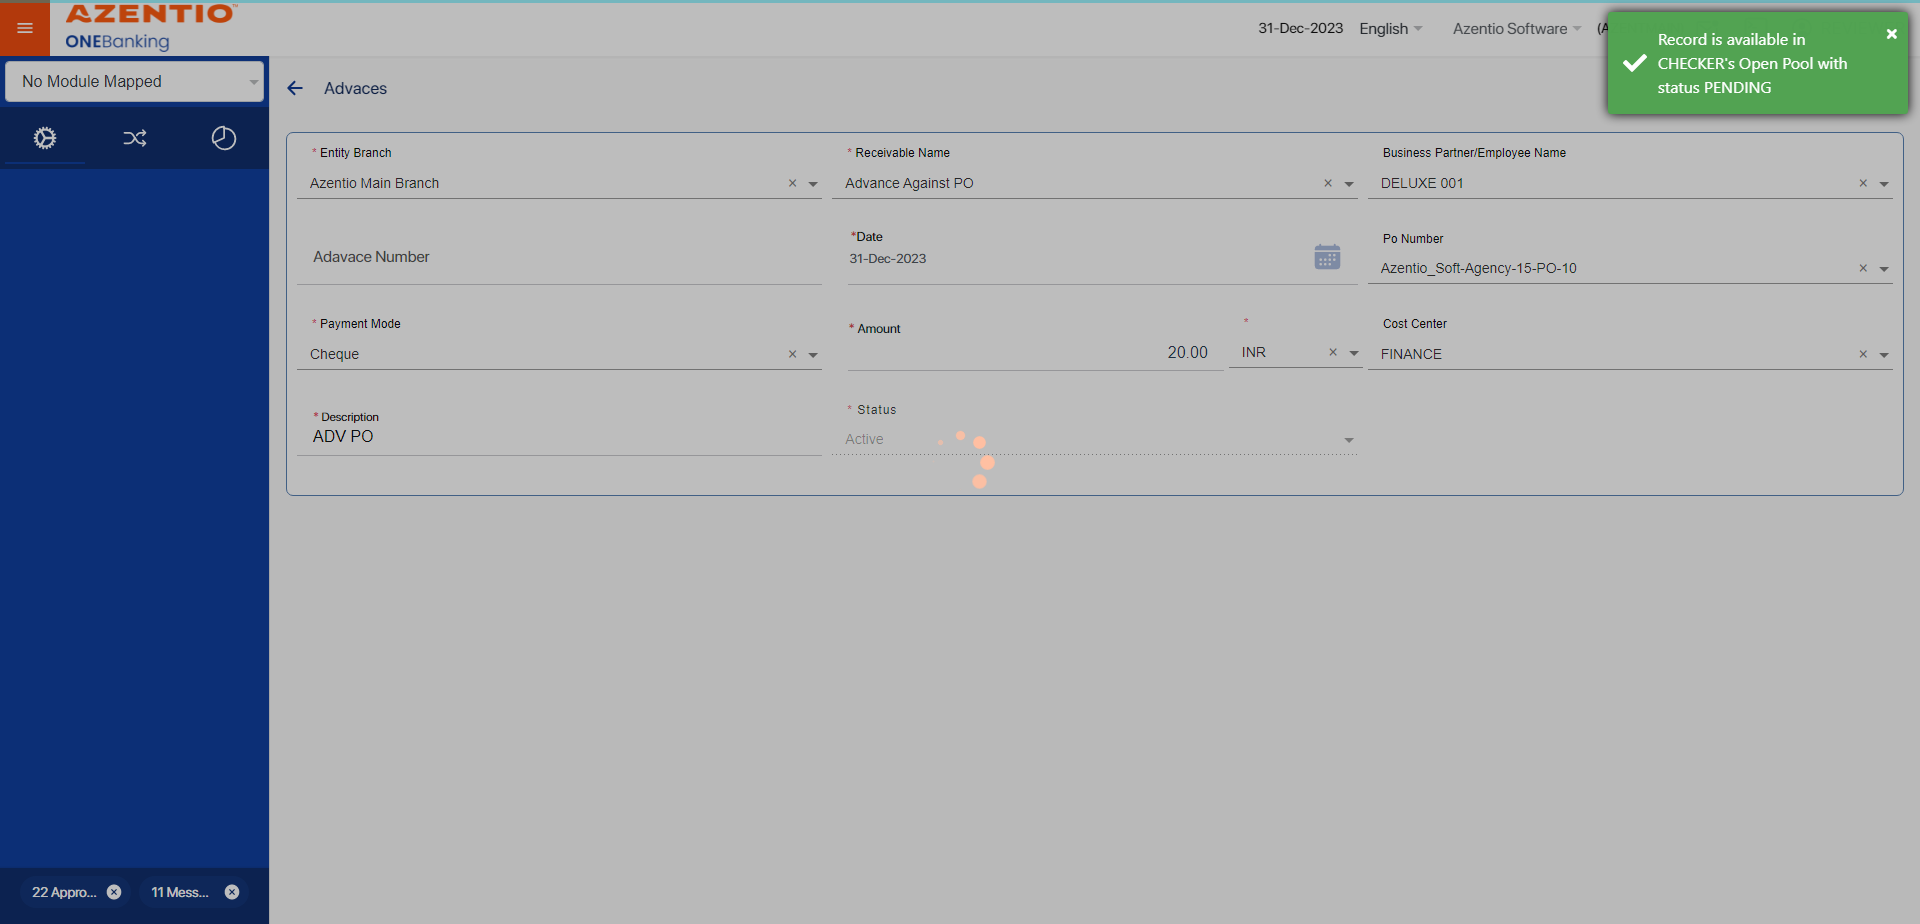 AZENTIO
ONEBanking
31-Dec-2023
English
Azentio Software
(A
Record is available in
CHECKER's Open Pool with
status PENDING
No Module Mapped
Advaces
* Entity Branch
Azentio Main Branch
* Receivable Name
Advance Against PO
Business Partner/Employee Name
DELUXE 001
Adavace Number
*Date
31-Dec-2023
Po Number
Azentio_Soft-Agency-15-PO-10
* Payment Mode
Cheque
* Amount
20.00
*
INR
Cost Center
FINANCE
* Description
ADV PO
* Status
Active
22 Appro...
11 Mess...